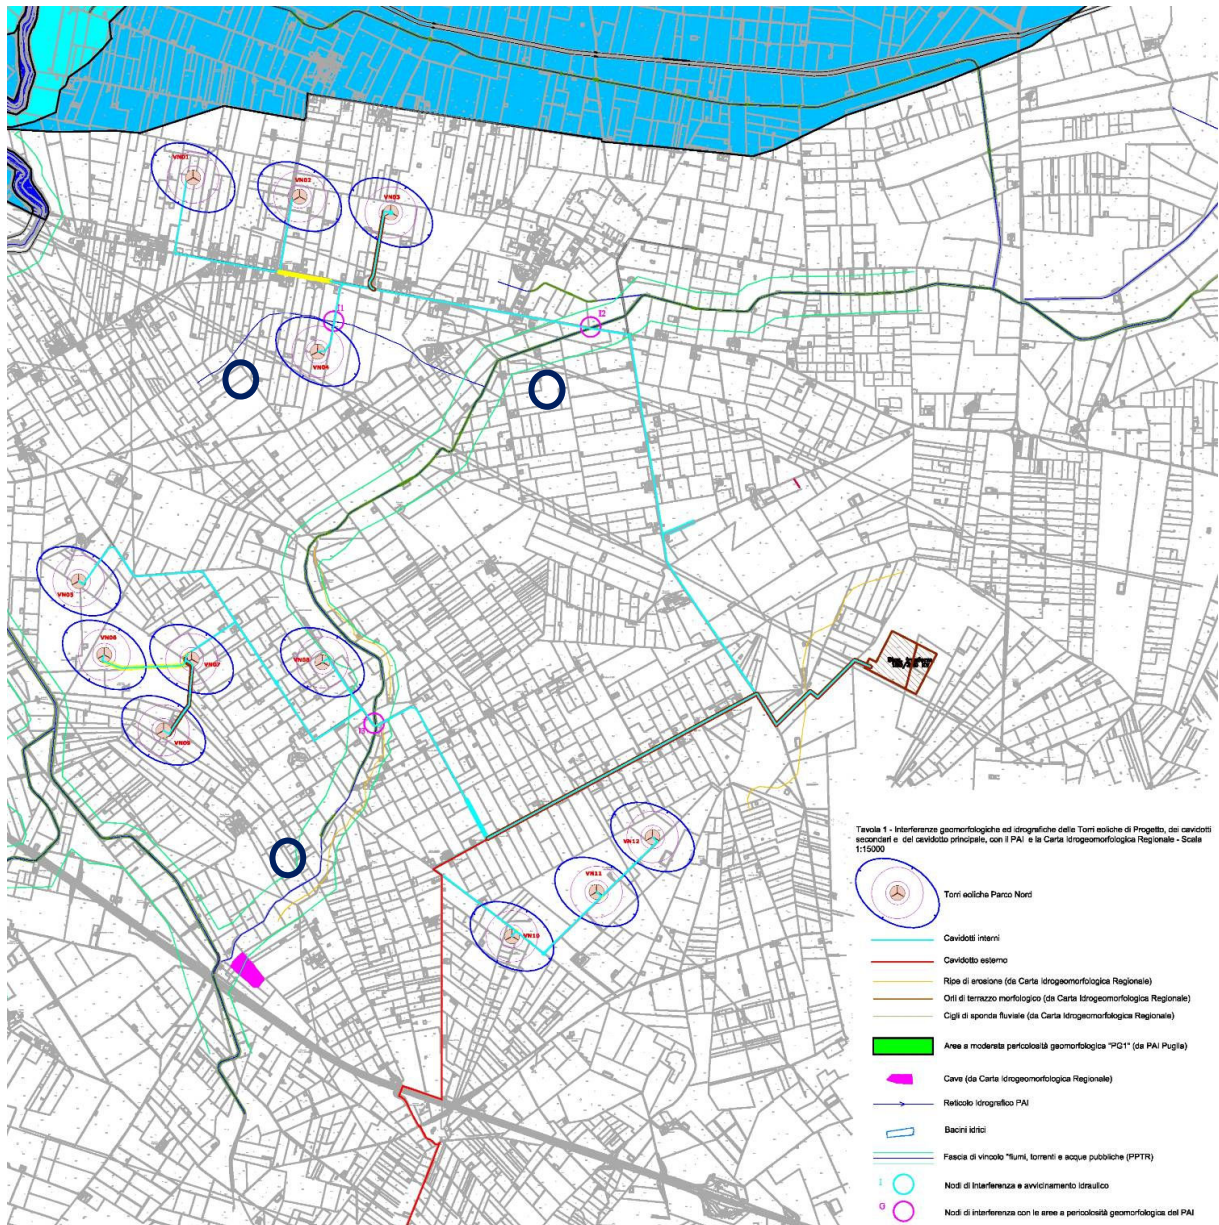 VN01
VN02
VN03
I1
I2
VN04
VN05
VN06
VN07
VN08
VN09
I3
VN12
VN11
VN10
Tavola 1 - Interferenze geomorfologiche ed idrografiche delle Torri eoliche di Progetto, dei cavidotti
secondari e del cavidotto principale, con il PAI e la Carta Idrogeomorfologica Regionale - Scala
1:15000
Torri eoliche Parco Nord
Cavidotti interni
Cavidotto esterno
Ripe di erosione (da Carta Idrogeomorfologica Regionale)
Orli di terrazzo morfologico (da Carta Idrogeomorfologica Regionale)
Cigli di sponda fluviale (da Carta Idrogeomorfologica Regionale)
Aree a moderata pericolosità geomorfologica "PG1" (da PAI Puglia)
Cave (da Carta Idrogeomorfologica Regionale)
Reticolo Idrografico PAI
Bacini idrici
Fascia di vincolo "fiumi, torrenti e acque pubbliche (PPTR)
I Nodi di Interferenza e avvicinamento Idraulico
G Nodi di interferenza con le aree a pericolosità geomorfologica del PAI